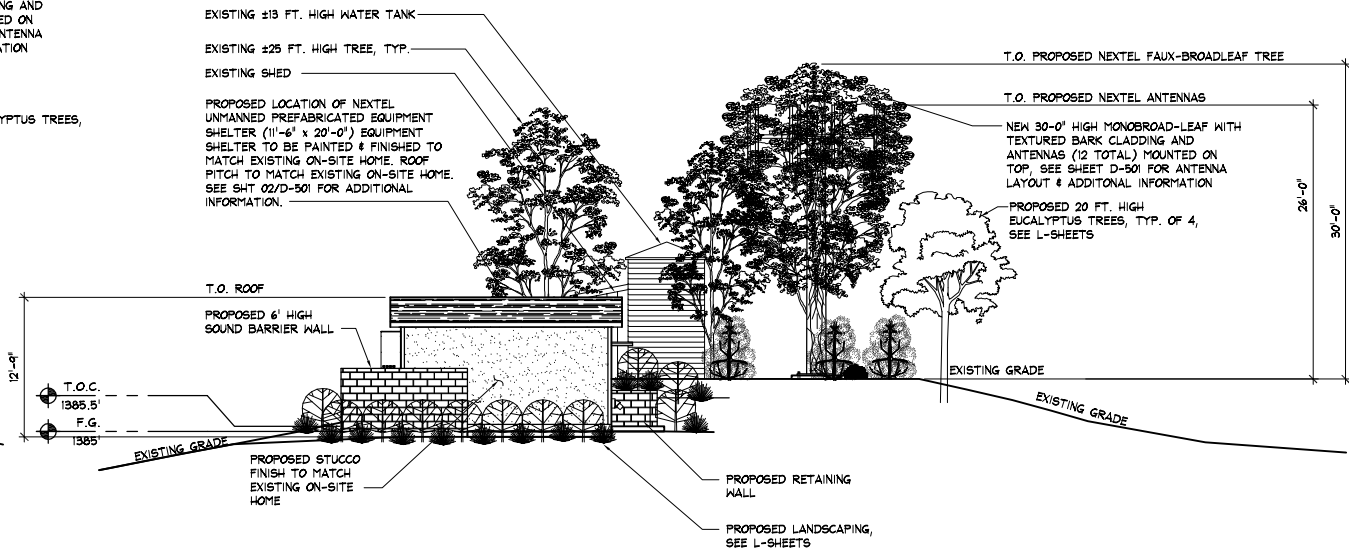 NG AND
ED ON
NTENNA
ATION
YPTUS TREES,
EXISTING ±13 FT. HIGH WATER TANK
EXISTING ±25 FT. HIGH TREE, TYP.
EXISTING SHED
PROPOSED LOCATION OF NEXTEL
UNMANNED PREFABRICATED EQUIPMENT
SHELTER (11'-6" x 20'-0") EQUIPMENT
SHELTER TO BE PAINTED & FINISHED TO
MATCH EXISTING ON-SITE HOME. ROOF
PITCH TO MATCH EXISTING ON-SITE HOME.
SEE SHT 02/D-501 FOR ADDITIONAL
INFORMATION.
T.O. ROOF
PROPOSED 6' HIGH
SOUND BARRIER WALL
12'-9"
T.O.C.
1385.5'
F.G.
1385'
EXISTING GRADE
PROPOSED STUCCO
FINISH TO MATCH
EXISTING ON-SITE
HOME
T.O. PROPOSED NEXTEL FAUX-BROADLEAF TREE
T.O. PROPOSED NEXTEL ANTENNAS
NEW 30-0" HIGH MONOBROAD-LEAF WITH
TEXTURED BARK CLADDING AND
ANTENNAS (12 TOTAL) MOUNTED ON
TOP, SEE SHEET D-501 FOR ANTENNA
LAYOUT & ADDITONAL INFORMATION
PROPOSED 20 FT. HIGH
EUCALYPTUS TREES, TYP. OF 4,
SEE L-SHEETS
26'-0"
30'-0"
EXISTING GRADE
EXISTING GRADE
PROPOSED RETAINING
WALL
PROPOSED LANDSCAPING,
SEE L-SHEETS